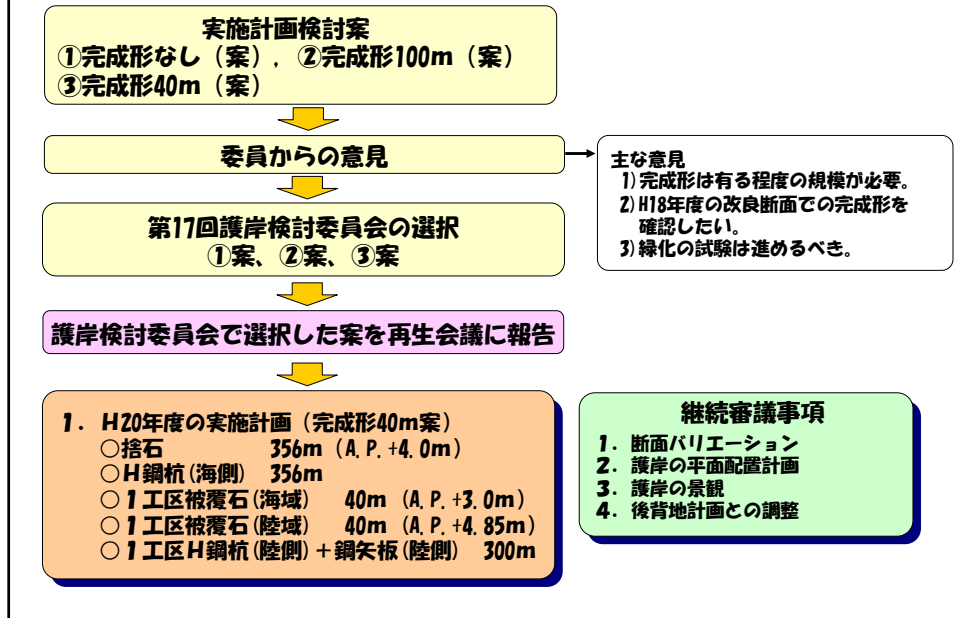 実施計画検討案
①完成形なし（案）, ②完成形100m（案）
③完成形40m（案）
委員からの意見
主な意見
1)完成形は有る程度の規模が必要。
2)H18年度の改良断面での完成形を
確認したい。
3)緑化の試験は進めるべき。
第17回護岸検討委員会の選択
①案、②案、③案
護岸検討委員会で選択した案を再生会議に報告
1. H20年度の実施計画（完成形40m案）
○捨石 356m（A.P.+4.0m）
○H鋼杭(海側) 356m
○1工区被覆石(海域) 40m（A.P.+3.0m）
○1工区被覆石(陸域) 40m（A.P.+4.85m）
○1工区H鋼杭(陸側)＋鋼矢板(陸側) 300m
継続審議事項
1. 断面バリエーション
2. 護岸の平面配置計画
3. 護岸の景観
4. 後背地計画との調整